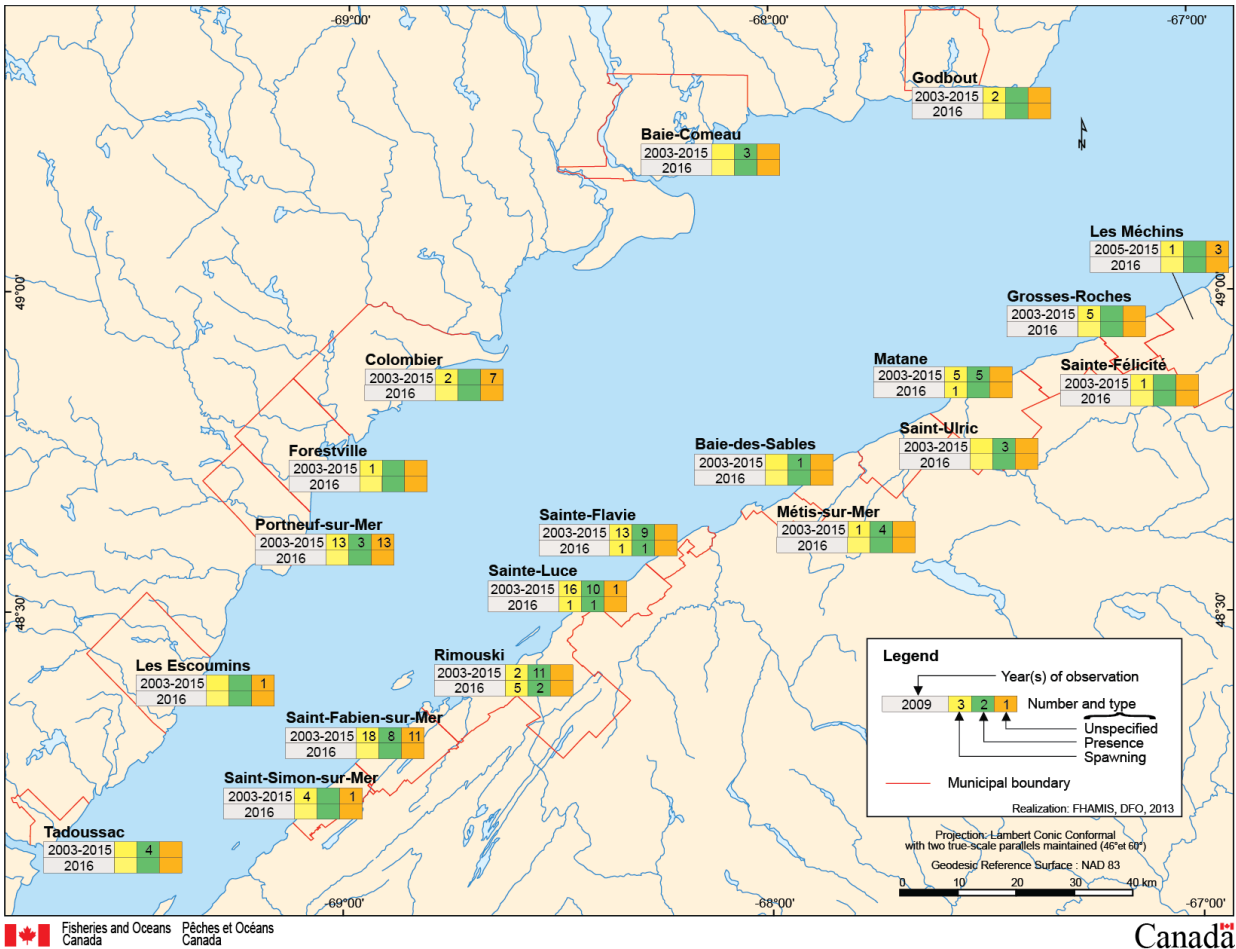 -69°00'
-68°00'
-67°00'
Godbout
2003-2015 2
2016
N
Baie-Comeau
2003-2015 3
2016
Les Méchins
2005-2015 1 3
2016
49°00'
49°00'
Grosses-Roches
2003-2015 5
2016
Colombier
2003-2015 2 7
2016
Matane
2003-2015 5 5
2016 1
Sainte-Félicité
2003-2015 1
2016
Saint-Ulric
2003-2015 3
2016
Forestville
2003-2015 1
2016
Baie-des-Sables
2003-2015 1
2016
Portneuf-sur-Mer
2003-2015 13 3 13
2016
Sainte-Flavie
2003-2015 13 9
2016 1 1
Métis-sur-Mer
2003-2015 1 4
2016
Sainte-Luce
2003-2015 16 10 1
2016 1 1
48°30'
48°30'
Les Escoumins
2003-2015 1
2016
Rimouski
2003-2015 2 11
2016 5 2
Saint-Fabien-sur-Mer
2003-2015 18 8 11
2016
Saint-Simon-sur-Mer
2003-2015 4 1
2016
Tadoussac
2003-2015 4
2016
Legend
Year(s) of observation
2009 3 2 1 Number and type
Unspecified
Presence
Spawning
Municipal boundary
Realization: FHAMIS, DFO, 2013
Projection: Lambert Conic Conformal
with two true-scale parallels maintained (46°et 60°)
Geodesic Reference Surface : NAD 83
0 10 20 30 40 km
-69°00'
-68°00'
-67°00'
Fisheries and Oceans Pêches et Océans
Canada Canada
Canada